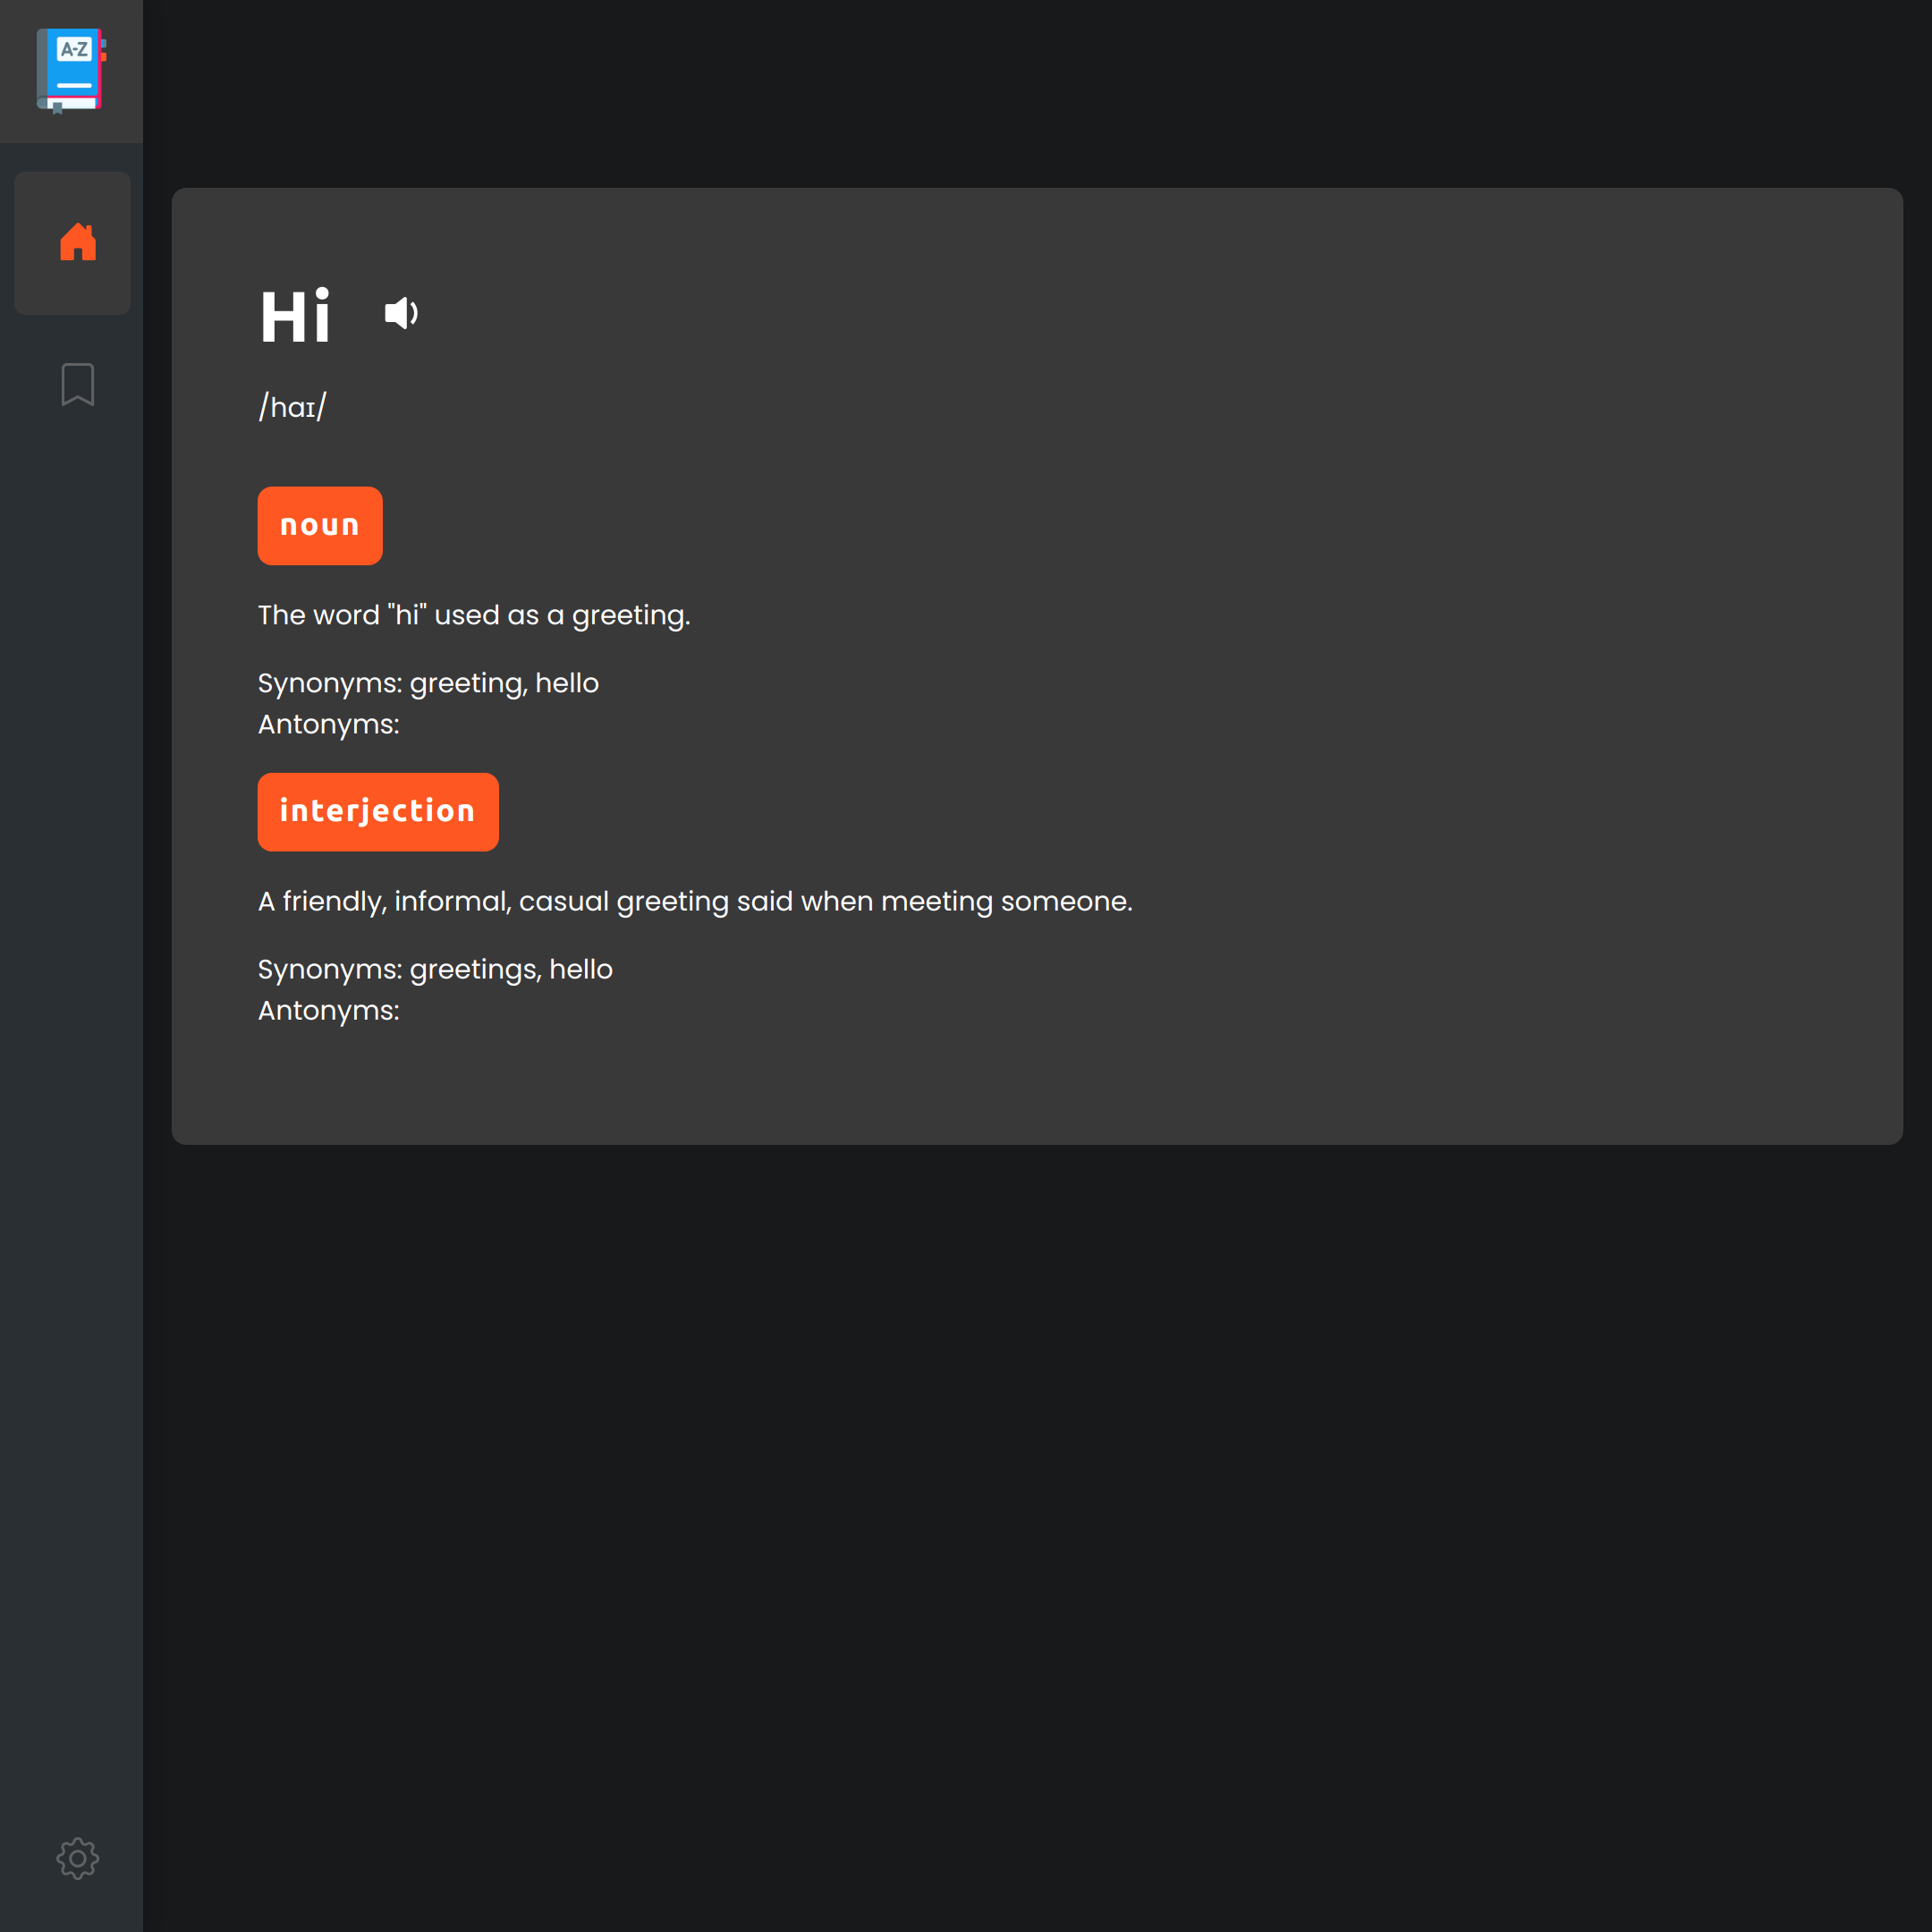 A-Z
Hi
/haɪ/
noun
The word "hi" used as a greeting.
Synonyms: greeting, hello
Antonyms:
interjection
A friendly, informal, casual greeting said when meeting someone.
Synonyms: greetings, hello
Antonyms: